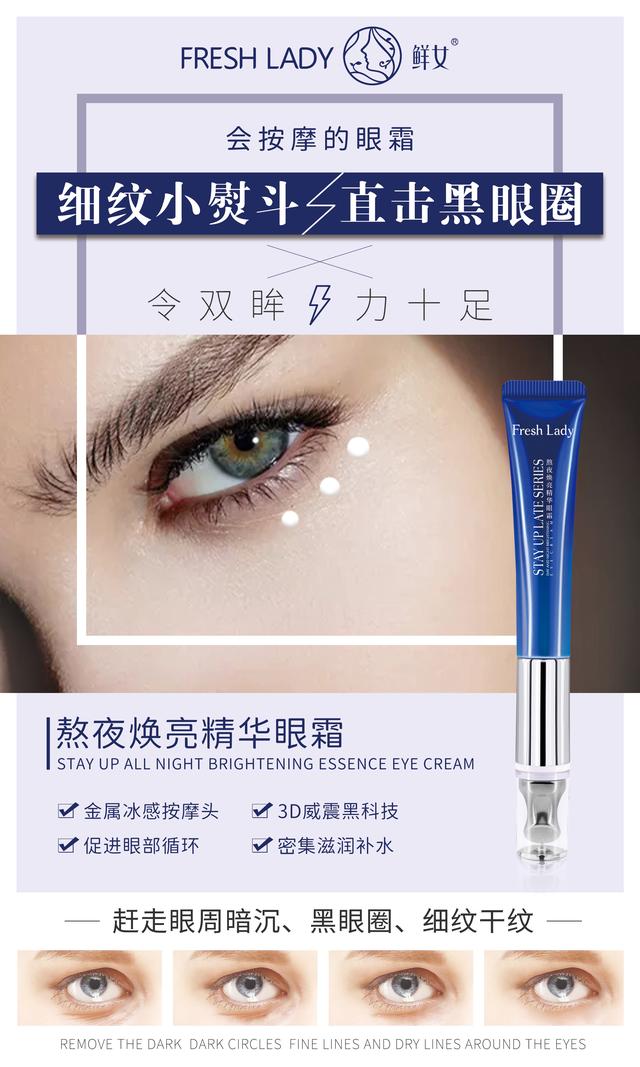 FRESH LADY 鲜女®
会按摩的眼霜
细纹小熨斗 直击黑眼圈
令双眸 力十足
Fresh Lady
STAY UP LATE SERIES
熬夜焕亮精华眼霜
熬夜焕亮精华眼霜
STAY UP ALL NIGHT BRIGHTENING ESSENCE EYE CREAM
金属冰感按摩头 3D威震黑科技
促进眼部循环 密集滋润补水
赶走眼周暗沉、黑眼圈、细纹干纹
REMOVE THE DARK DARK CIRCLES FINE LINES AND DRY LINES AROUND THE EYES